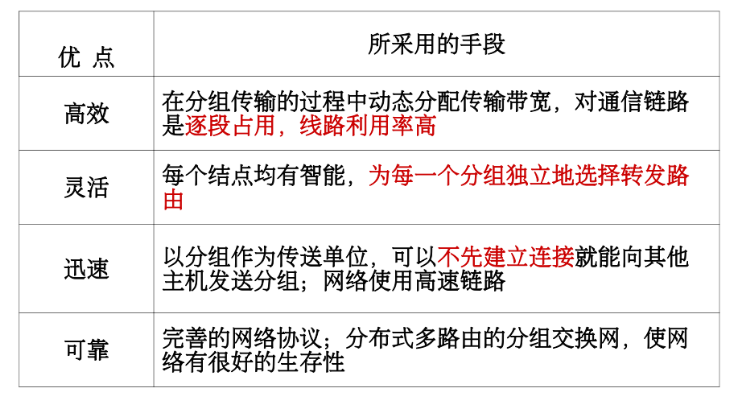 优 点
所采用的手段
高效
在分组传输的过程中动态分配传输带宽，对通信链路
是逐段占用，线路利用率高
灵活
每个结点均有智能，为每一个分组独立地选择转发路
由
迅速
以分组作为传送单位，可以不先建立连接就能向其他
主机发送分组；网络使用高速链路
可靠
完善的网络协议；分布式多路由的分组交换网，使网
络有很好的生存性